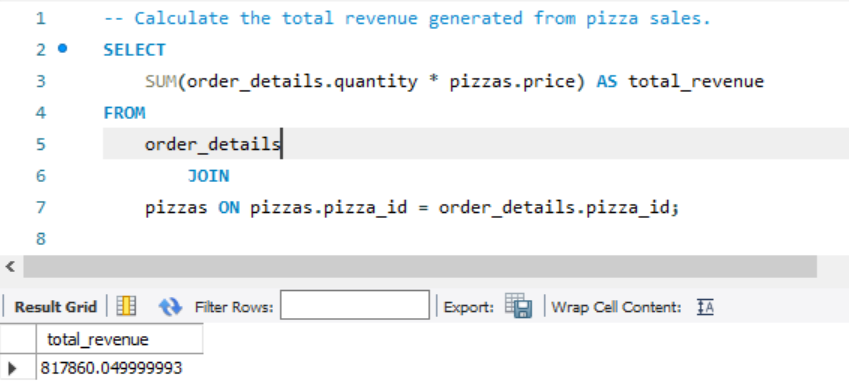 1 -- Calculate the total revenue generated from pizza sales.
2 SELECT
3 SUM(order_details.quantity * pizzas.price) AS total_revenue
4 FROM
5 order_details
6 JOIN
7 pizzas ON pizzas.pizza_id = order_details.pizza_id;
8
Result Grid Filter Rows: Export: Wrap Cell Content: IA
total_revenue
817860.049999993